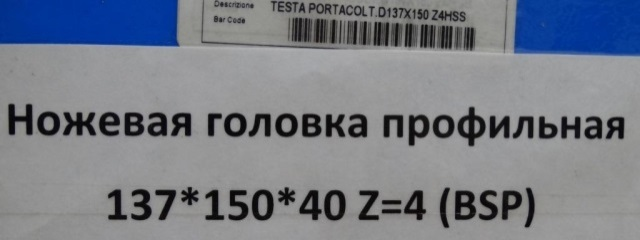 Descrizione TESTA PORTACOLT.D137X150 Z4HSS
Bar Code
Ножевая головка профильная
137*150*40 Z=4 (BSP)